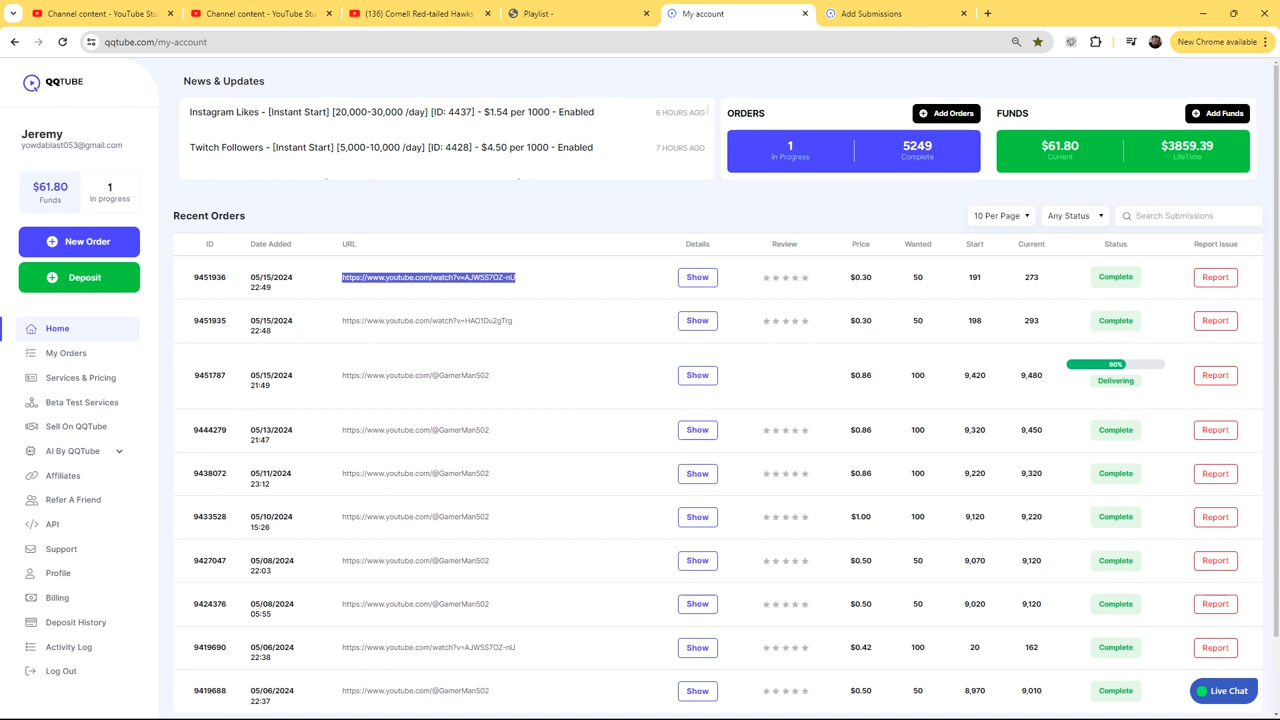 Channel content - YouTube Stu
Channel content - YouTube Stu
(136) Cornell Red-tailed Hawks
Playlist -
My account
Add Submissions
qqtube.com/my-account
New Chrome available
QQTUBE
Jeremy
yowdablast053@gmail.com
$61.80
Funds
1
In progress
New Order
Deposit
Home
My Orders
Services & Pricing
Beta Test Services
Sell On QQTube
AI By QQTube
Affiliates
Refer A Friend
API
Support
Profile
Billing
Deposit History
Activity Log
Log Out
News & Updates
Instagram Likes - [Instant Start] [20,000-30,000 /day] [ID: 4437] - $1.54 per 1000 - Enabled 6 HOURS AGO
Twitch Followers - [Instant Start] [5,000-10,000 /day] [ID: 4428] - $4.50 per 1000 - Enabled 7 HOURS AGO
ORDERS
Add Orders
1
In Progress
5249
Complete
FUNDS
Add Funds
$61.80
Current
$3859.39
LifeTime
Recent Orders
10 Per Page
Any Status
Search Submissions
ID Date Added URL Details Review Price Wanted Start Current Status Report Issue
9451936 05/15/2024 22:49 https://www.youtube.com/watch?v=AJW5S7OZ-nU Show $0.30 50 191 273 Complete Report
9451935 05/15/2024 22:48 https://www.youtube.com/watch?v=HAO1Du2gTrg Show $0.30 50 198 293 Complete Report
9451787 05/15/2024 21:49 https://www.youtube.com/@GamerMan502 Show $0.86 100 9,420 9,480 60% Delivering Report
9444279 05/13/2024 21:47 https://www.youtube.com/@GamerMan502 Show $0.86 100 9,320 9,450 Complete Report
9438072 05/11/2024 23:12 https://www.youtube.com/@GamerMan502 Show $0.86 100 9,220 9,320 Complete Report
9433528 05/10/2024 15:26 https://www.youtube.com/@GamerMan502 Show $1.00 100 9,120 9,220 Complete Report
9427047 05/08/2024 22:03 https://www.youtube.com/@GamerMan502 Show $0.50 50 9,070 9,120 Complete Report
9424376 05/08/2024 05:55 https://www.youtube.com/@GamerMan502 Show $0.50 50 9,020 9,120 Complete Report
9419690 05/06/2024 22:38 https://www.youtube.com/watch?v=AJW5S7OZ-nU Show $0.42 100 20 162 Complete Report
9419688 05/06/2024 22:37 https://www.youtube.com/@GamerMan502 Show $0.50 50 8,970 9,010 Complete Report
Live Chat